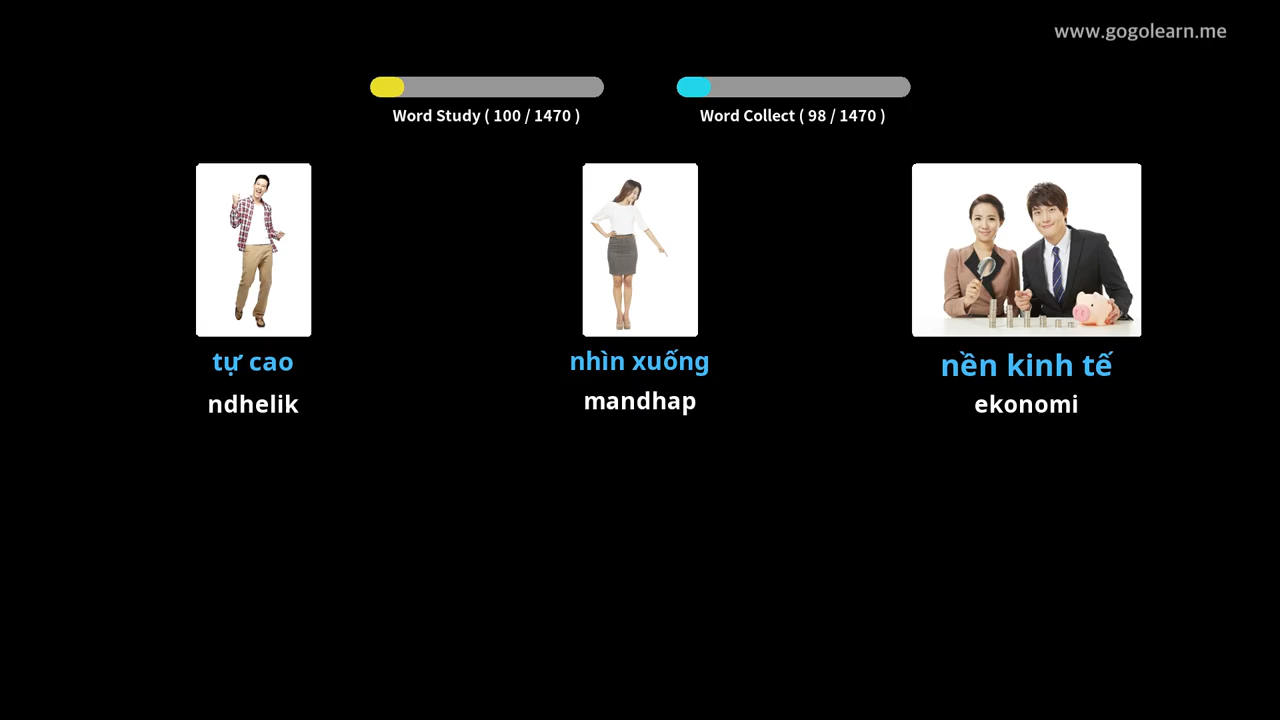 www.gogolearn.me
Word Study ( 100 / 1470 )
Word Collect ( 98 / 1470 )
tự cao
nhìn xuống
nền kinh tế
ndhelik
mandhap
ekonomi